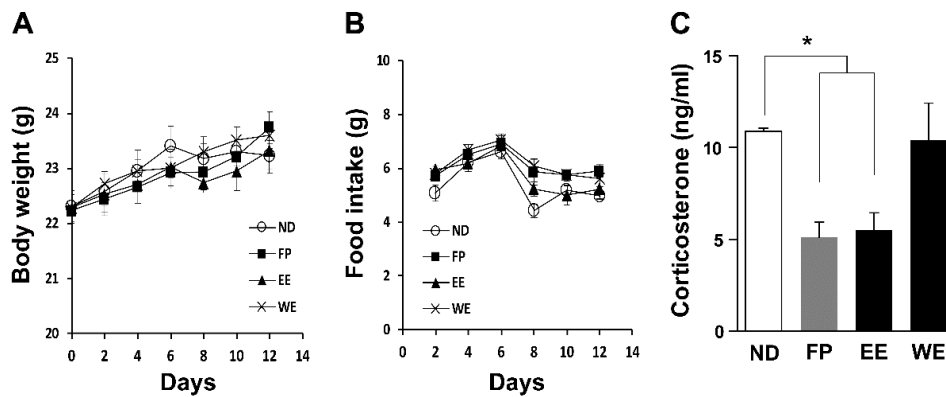 A
Body weight (g)
25
24
23
22
21
20
ND
FP
EE
WE
0 2 4 6 8 10 12 14
Days
B
Food intake (g)
10
8
6
4
2
0
ND
FP
EE
WE
0 2 4 6 8 10 12 14
Days
C
Corticosterone (ng/ml)
15
10
5
0
*
ND FP EE WE